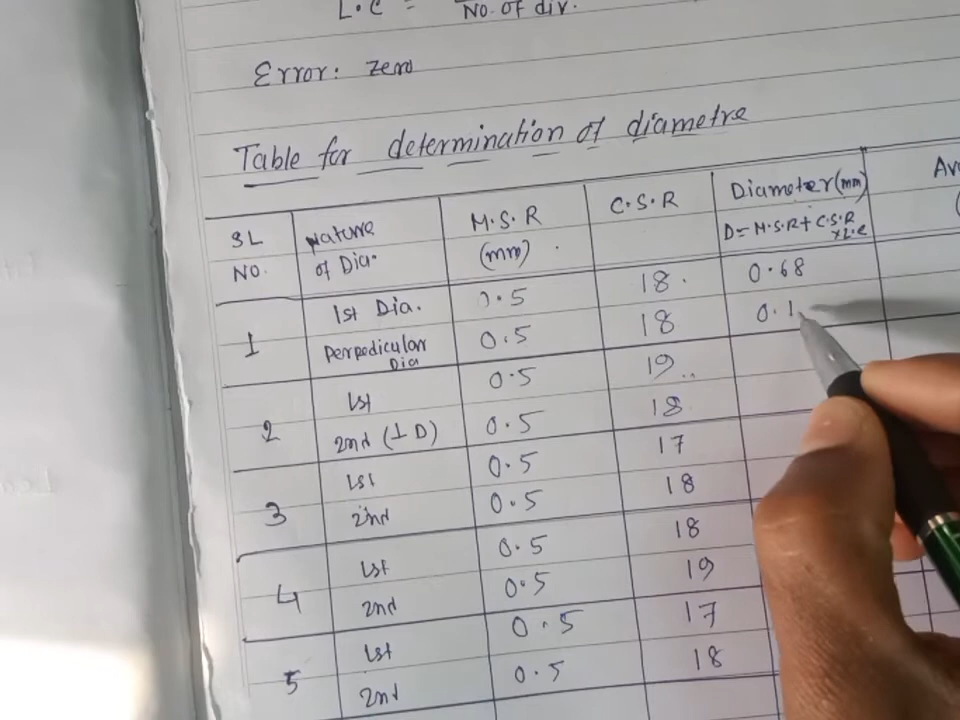 L.C =
No. of div.
Error: Zero
Table for determination of diametre
SL NO. Nature of Dia. M.S.R (mm) C.S.R Diameter(mm) D=M.S.R+C.S.R ×L.C
1 1st Dia. 0.5 18. 0.68
Perpedicular Dia 0.5 18 0.1
2 1st 0.5 19..
2nd (⊥D) 0.5 18
3 1st 0.5 17
2nd 0.5 18
4 1st 0.5 18
2nd 0.5 19
5 1st 0.5 17
2nd 0.5 18